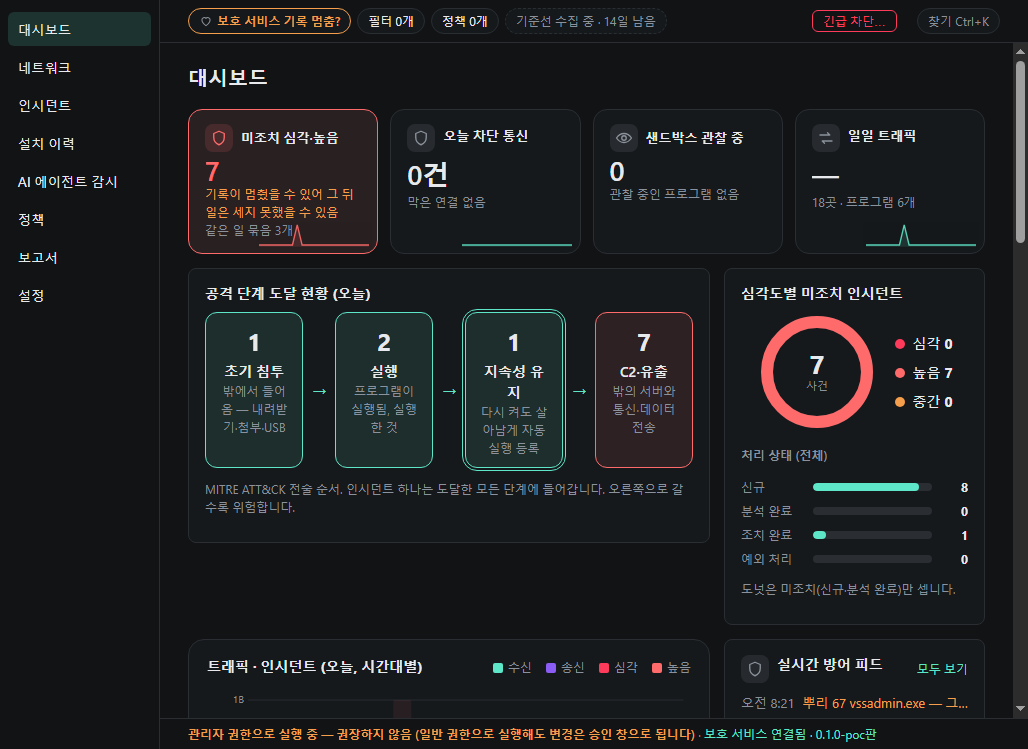 대시보드
네트워크
인시던트
설치 이력
AI 에이전트 감시
정책
보고서
설정
보호 서비스 기록 멈춤?
필터 0개
정책 0개
기준선 수집 중 · 14일 남음
긴급 차단...
찾기 Ctrl+K
대시보드
미조치 심각·높음
7
기록이 멈췄을 수 있어 그 뒤
일은 세지 못했을 수 있음
같은 일 묶음 3개
오늘 차단 통신
0건
막은 연결 없음
샌드박스 관찰 중
0
관찰 중인 프로그램 없음
일일 트래픽
—
18곳 · 프로그램 6개
공격 단계 도달 현황 (오늘)
1
초기 침투
밖에서 들어
옴 — 내려받
기·첨부·USB
→
2
실행
프로그램이
실행됨, 실행
한 것
→
1
지속성 유
지
다시 켜도 살
아남게 자동
실행 등록
→
7
C2·유출
밖의 서버와
통신·데이터
전송
MITRE ATT&CK 전술 순서. 인시던트 하나는 도달한 모든 단계에 들어갑니다. 오른쪽으로 갈
수록 위험합니다.
심각도별 미조치 인시던트
7
사건
심각 0
높음 7
중간 0
처리 상태 (전체)
신규 8
분석 완료 0
조치 완료 1
예외 처리 0
도넛은 미조치(신규·분석 완료)만 셉니다.
트래픽 · 인시던트 (오늘, 시간대별)
수신
송신
심각
높음
1B
실시간 방어 피드
모두 보기
오전 8:21 뿌리 67 vssadmin.exe — 그...
관리자 권한으로 실행 중 — 권장하지 않음 (일반 권한으로 실행해도 변경은 승인 창으로 됩니다) · 보호 서비스 연결됨 · 0.1.0-poc판